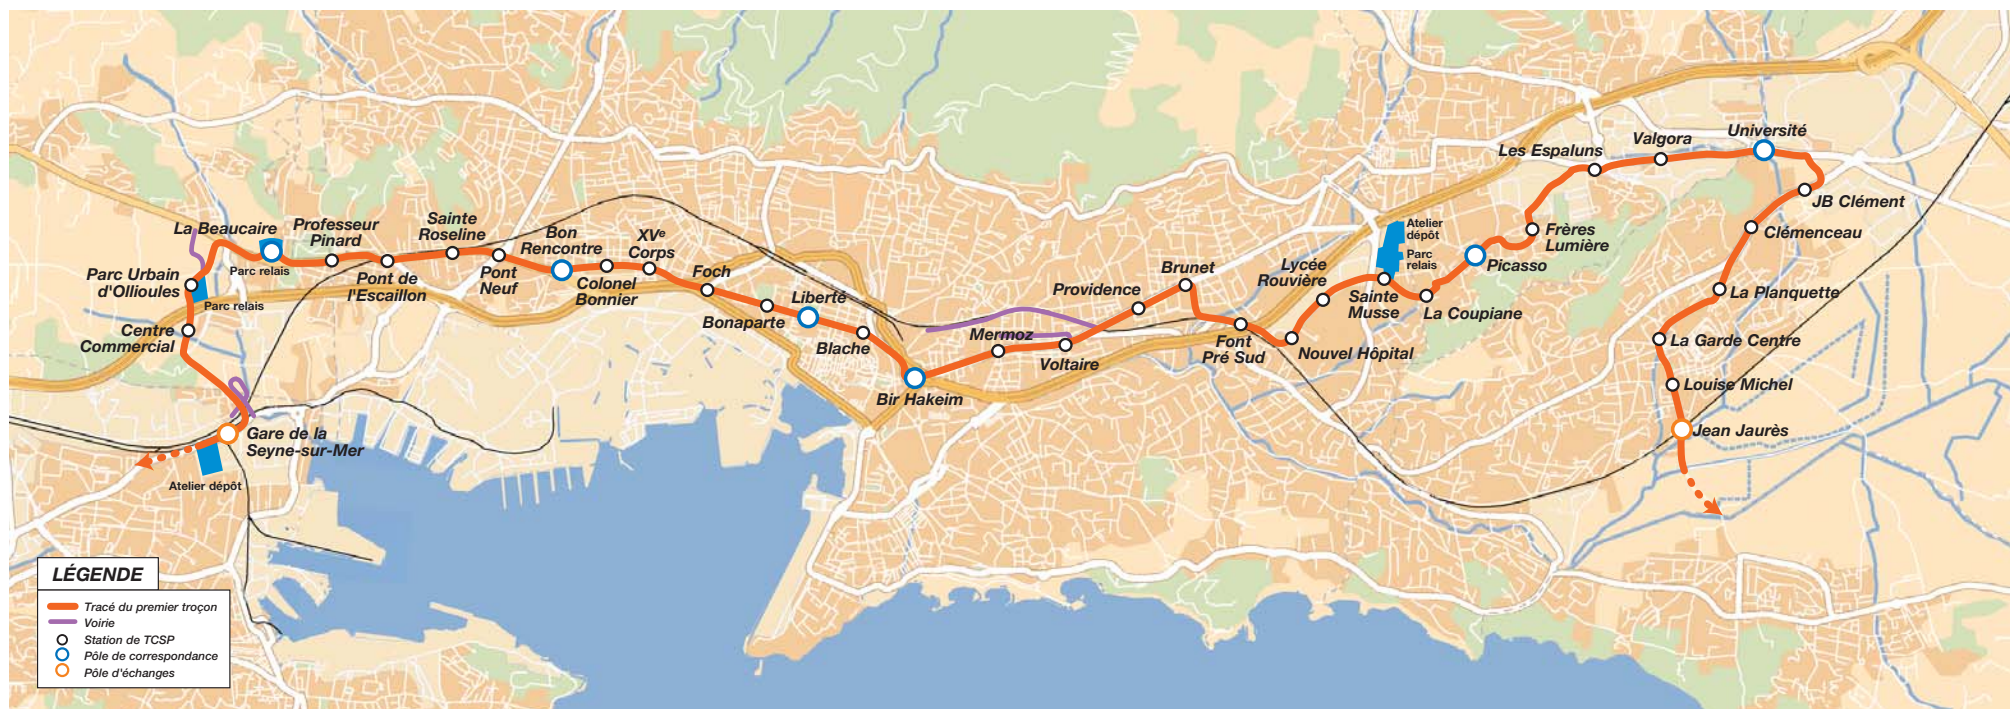 La Beaucaire
Parc relais
Professeur
Pinard
Parc Urbain
d'Ollioules
Parc relais
Centre
Commercial
Gare de la
Seyne-sur-Mer
Atelier dépôt
Pont de
l'Escaillon
Sainte
Roseline
Pont
Neuf
Bon
Rencontre
Colonel
Bonnier
XVe
Corps
Foch
Bonaparte
Liberté
Blache
Bir Hakeim
Mermoz
Voltaire
Providence
Brunet
Font
Pré Sud
Nouvel Hôpital
Lycée
Rouvière
Sainte
Musse
Atelier
dépôt
Parc
relais
La Coupiane
Picasso
Frères
Lumière
Les Espaluns
Valgora
Université
JB Clément
Clémenceau
La Planquette
La Garde Centre
Louise Michel
Jean Jaurès
LÉGENDE
Tracé du premier troçon
Voirie
Station de TCSP
Pôle de correspondance
Pôle d'échanges